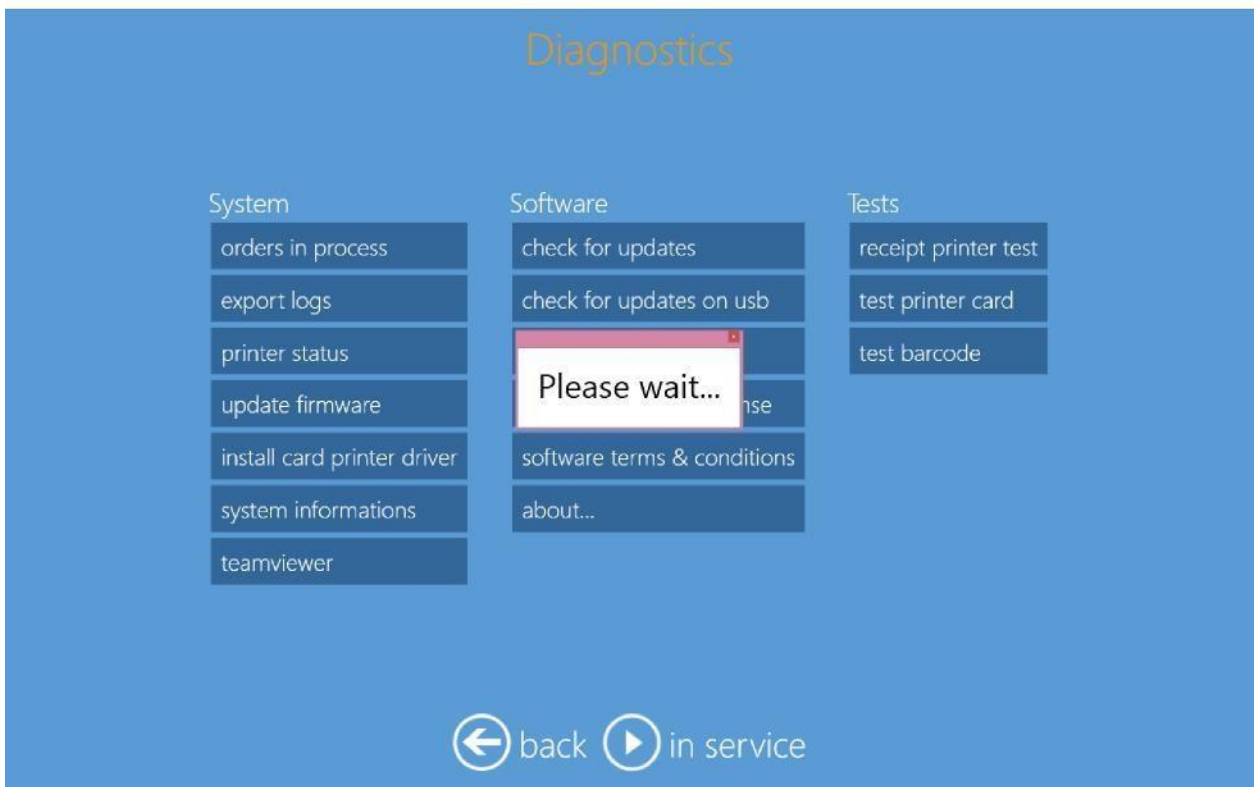 Diagnostics
System
orders in process
export logs
printer status
update firmware
install card printer driver
system informations
teamviewer
Software
check for updates
check for updates on usb
Please wait...
software terms & conditions
about...
Tests
receipt printer test
test printer card
test barcode
back
in service